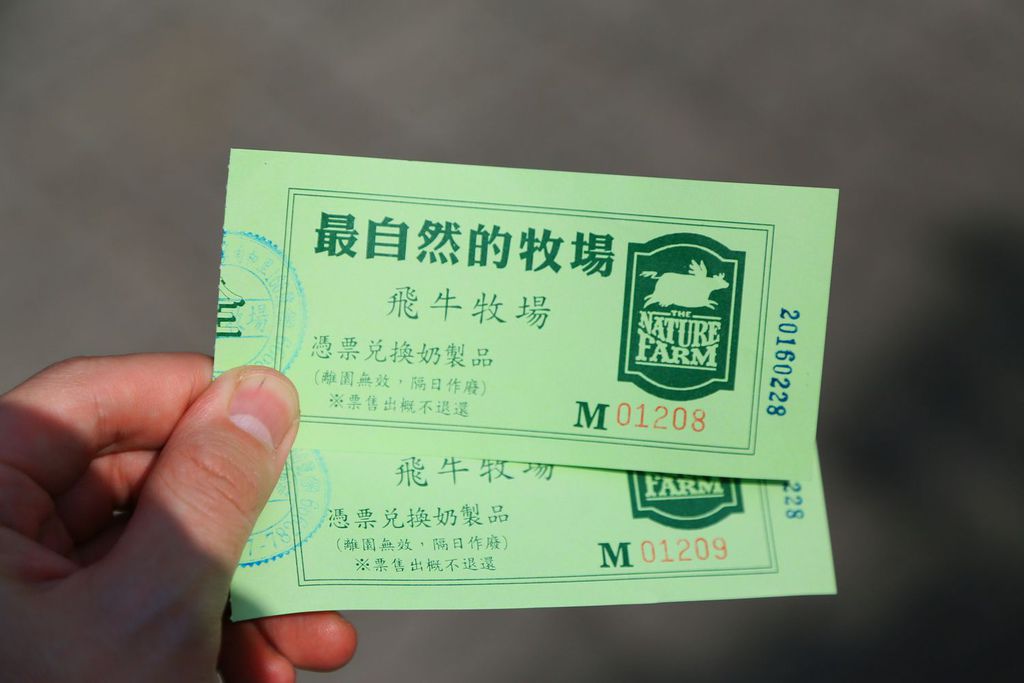 最自然的牧場
飛牛牧場
憑票兌換奶製品
(離園無效，隔日作廢)
※票售出概不退還
THE
NATURE
FARM
M 01208
20160228
飛牛牧場
憑票兌換奶製品
(離園無效，隔日作廢)
※票售出概不退還
FARM
M 01209
228